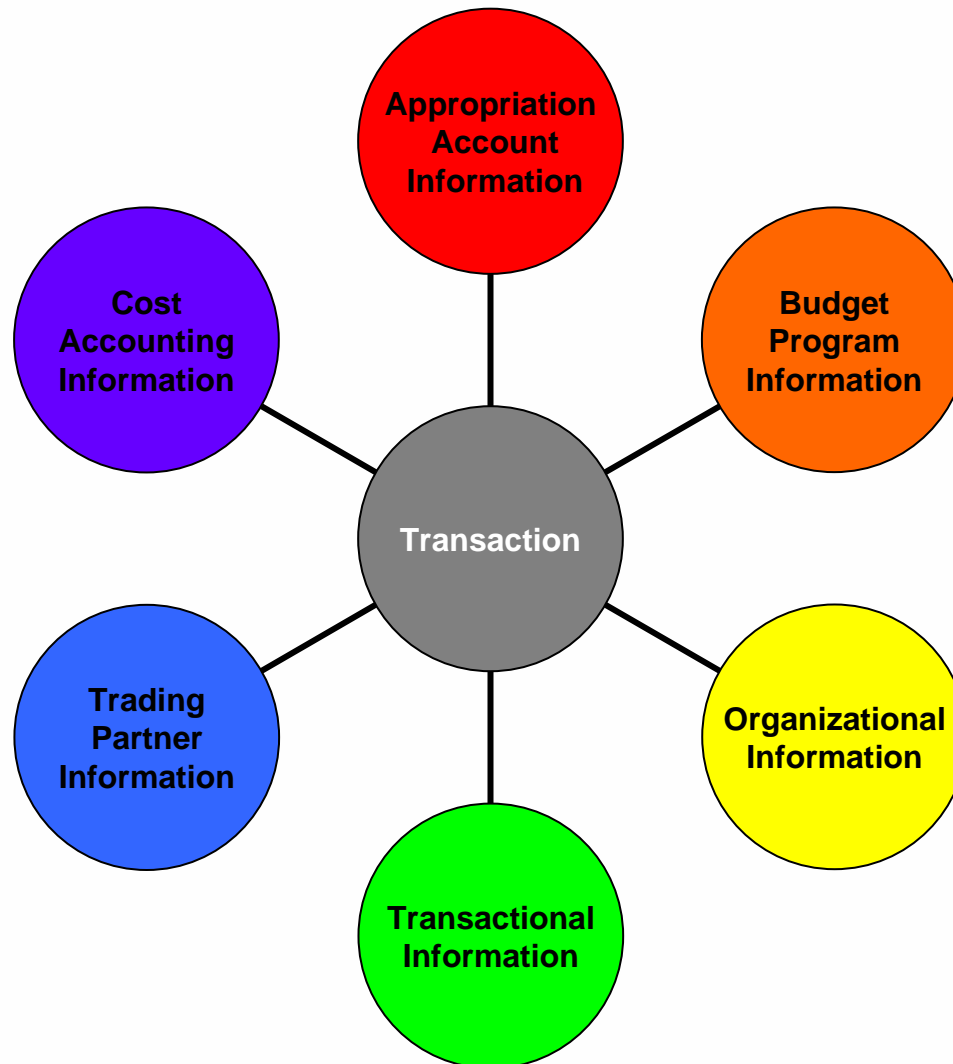 Appropriation
Account
Information
Cost
Accounting
Information
Budget
Program
Information
Transaction
Trading
Partner
Information
Organizational
Information
Transactional
Information